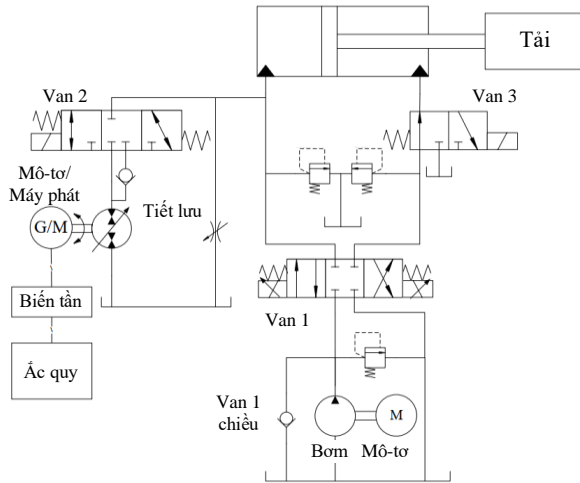 Tải
Van 2
Van 3
Mô-tơ/
Máy phát
G/M
Tiết lưu
Biến tần
Ắc quy
Van 1
Van 1
chiều
M
Bơm
Mô-tơ